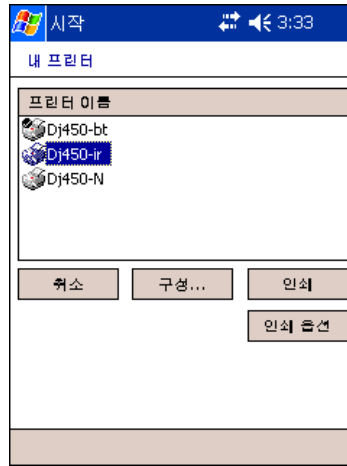 시작 3:33
내 프린터
프린터 이름
Dj450-bt
Dj450-ir
Dj450-N
취소 구성... 인쇄
인쇄 옵션